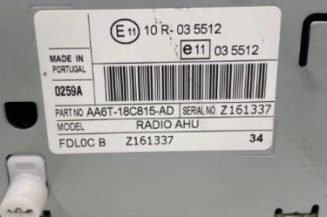 E11 10 R- 03 5512
e11 03 5512
MADE IN
PORTUGAL
0259A
PART NO AA6T-18C815-AD SERIAL NO. Z161337
MODEL RADIO AHU
FDL0C B Z161337 34